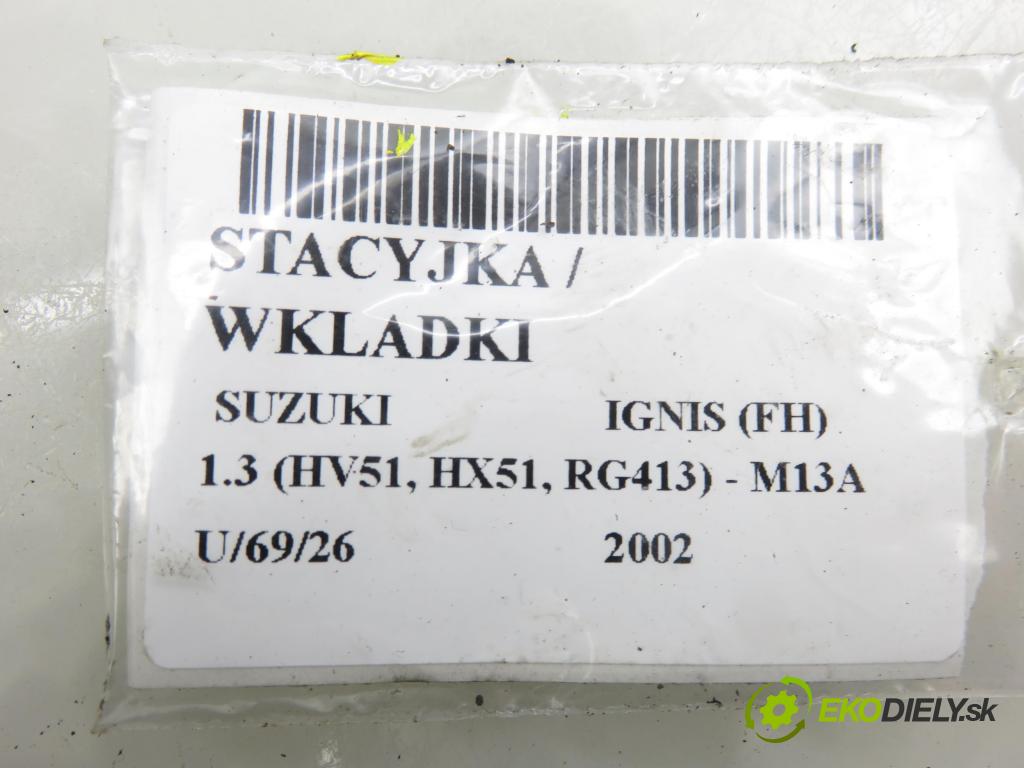 STACYJKA /
WKLADKI
SUZUKI IGNIS (FH)
1.3 (HV51, HX51, RG413) - M13A
U/69/26 2002
EKODIELY.sk